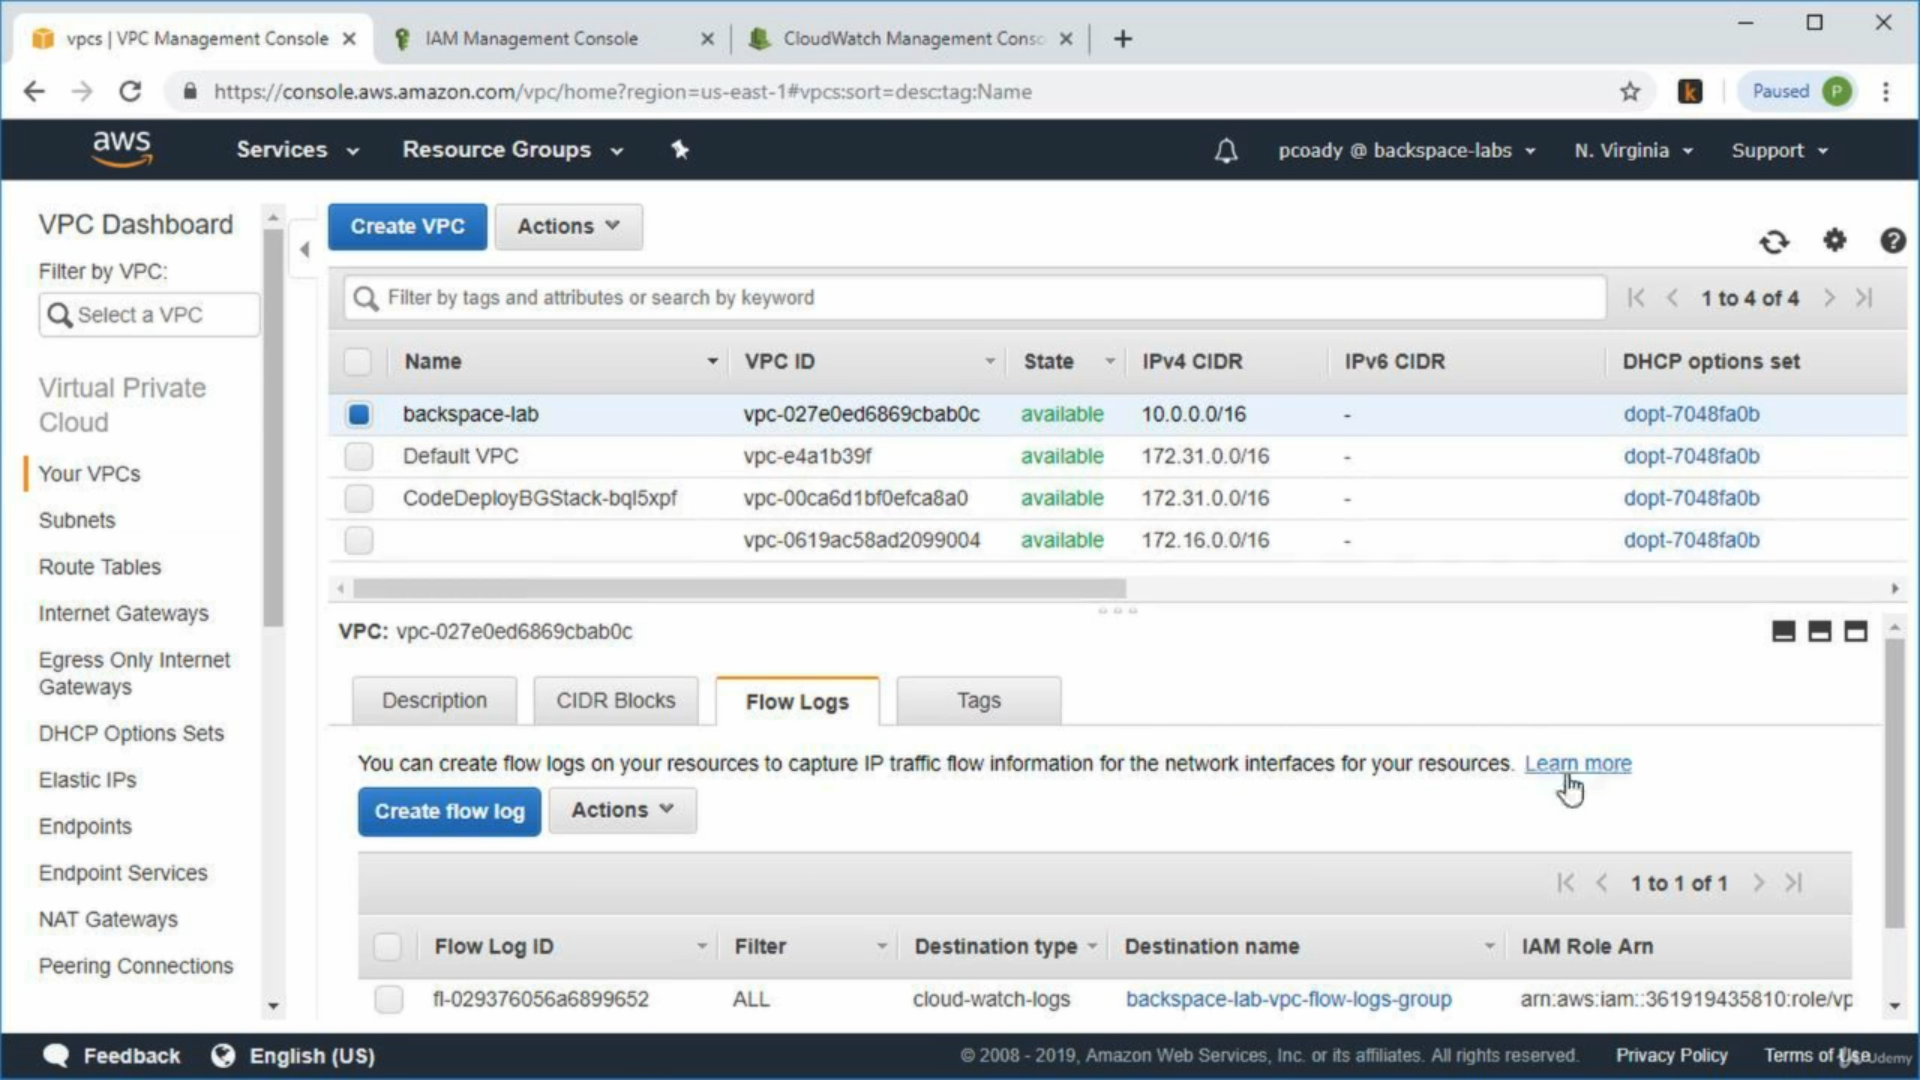 vpcs | VPC Management Console
IAM Management Console
CloudWatch Management Conso
https://console.aws.amazon.com/vpc/home?region=us-east-1#vpcs:sort=desc:tag:Name
k
Paused P
aws
Services
Resource Groups
pcoady @ backspace-labs
N. Virginia
Support
VPC Dashboard
Filter by VPC:
Select a VPC
Virtual Private
Cloud
Your VPCs
Subnets
Route Tables
Internet Gateways
Egress Only Internet
Gateways
DHCP Options Sets
Elastic IPs
Endpoints
Endpoint Services
NAT Gateways
Peering Connections
Create VPC Actions
Filter by tags and attributes or search by keyword 1 to 4 of 4
Name VPC ID State IPv4 CIDR IPv6 CIDR DHCP options set
backspace-lab vpc-027e0ed6869cbab0c available 10.0.0.0/16 - dopt-7048fa0b
Default VPC vpc-e4a1b39f available 172.31.0.0/16 - dopt-7048fa0b
CodeDeployBGStack-bql5xpf vpc-00ca6d1bf0efca8a0 available 172.31.0.0/16 - dopt-7048fa0b
vpc-0619ac58ad2099004 available 172.16.0.0/16 - dopt-7048fa0b
VPC: vpc-027e0ed6869cbab0c
Description CIDR Blocks Flow Logs Tags
You can create flow logs on your resources to capture IP traffic flow information for the network interfaces for your resources. Learn more
Create flow log Actions
1 to 1 of 1
Flow Log ID Filter Destination type Destination name IAM Role Arn
fl-029376056a6899652 ALL cloud-watch-logs backspace-lab-vpc-flow-logs-group arn:aws:iam::361919435810:role/vp
Feedback English (US)
© 2008 - 2019, Amazon Web Services, Inc. or its affiliates. All rights reserved. Privacy Policy Terms of Use
Udemy